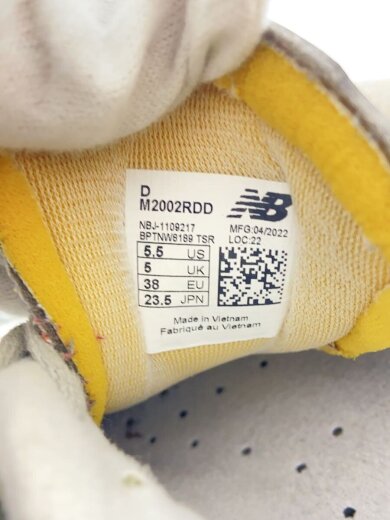 D
M2002RDD
NB
NBJ-1109217
MFG:04/2022
BPTNW8189 TSR
LOC:22
5.5 US
5 UK
38 EU
23.5 JPN
Made in Vietnam
Fabriqué au Vietnam